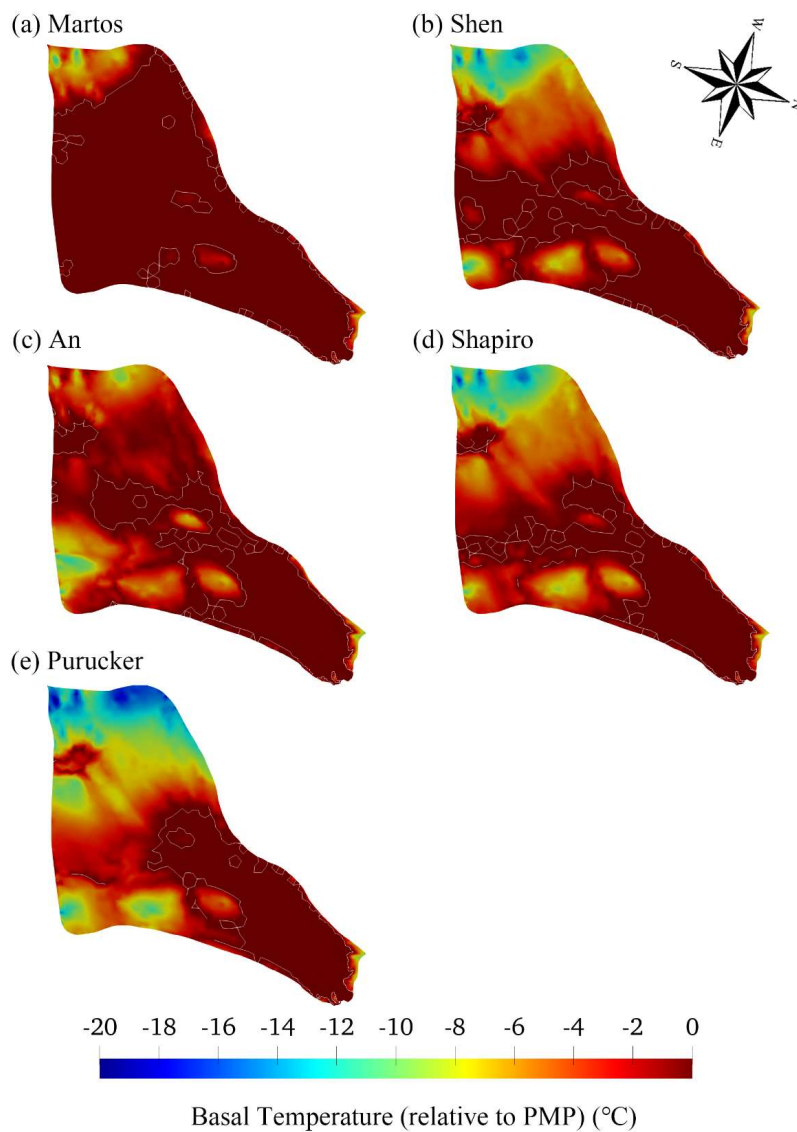 (a) Martos
(b) Shen
W
S
N
E
(c) An
(d) Shapiro
(e) Purucker
-20 -18 -16 -14 -12 -10 -8 -6 -4 -2 0
Basal Temperature (relative to PMP) (°C)